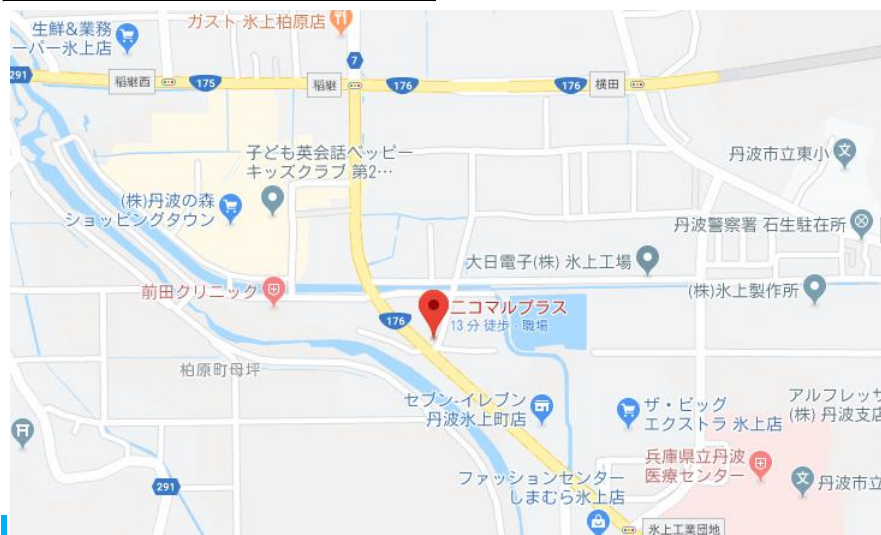 ガスト 氷上柏原店
生鮮&業務
ーパー氷上店
7
291
稲継西
175
稲継
176
176
横田
子ども英会話ペッピー
キッズクラブ 第2…
丹波市立東小
(株)丹波の森
ショッピングタウン
丹波警察署 石生駐在所
大日電子(株) 氷上工場
前田クリニック
(株)氷上製作所
ニコマルプラス
13 分 徒歩 - 職場
176
柏原町母坪
セブン-イレブン
丹波氷上町店
ザ・ビッグ
エクストラ 氷上店
アルフレッサ
(株) 丹波支店
兵庫県立丹波
医療センター
ファッションセンター
しまむら氷上店
丹波市立
291
氷上工業団地